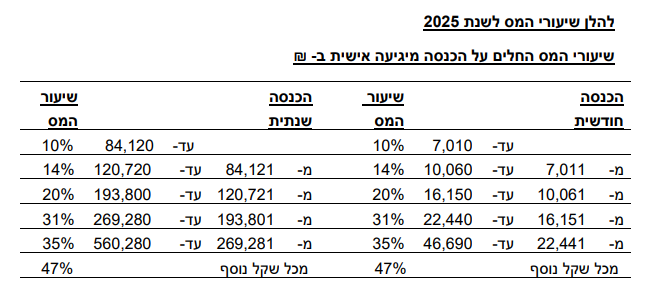 להלן שיעורי המס לשנת 2025
שיעורי המס החלים על הכנסה מיגיעה אישית ב- ₪
הכנסה חודשית שיעור המס הכנסה שנתית שיעור המס
עד- 7,010 10% עד- 84,120 10%
מ- 7,011 עד- 10,060 14% מ- 84,121 עד- 120,720 14%
מ- 10,061 עד- 16,150 20% מ- 120,721 עד- 193,800 20%
מ- 16,151 עד- 22,440 31% מ- 193,801 עד- 269,280 31%
מ- 22,441 עד- 46,690 35% מ- 269,281 עד- 560,280 35%
מכל שקל נוסף 47% מכל שקל נוסף 47%